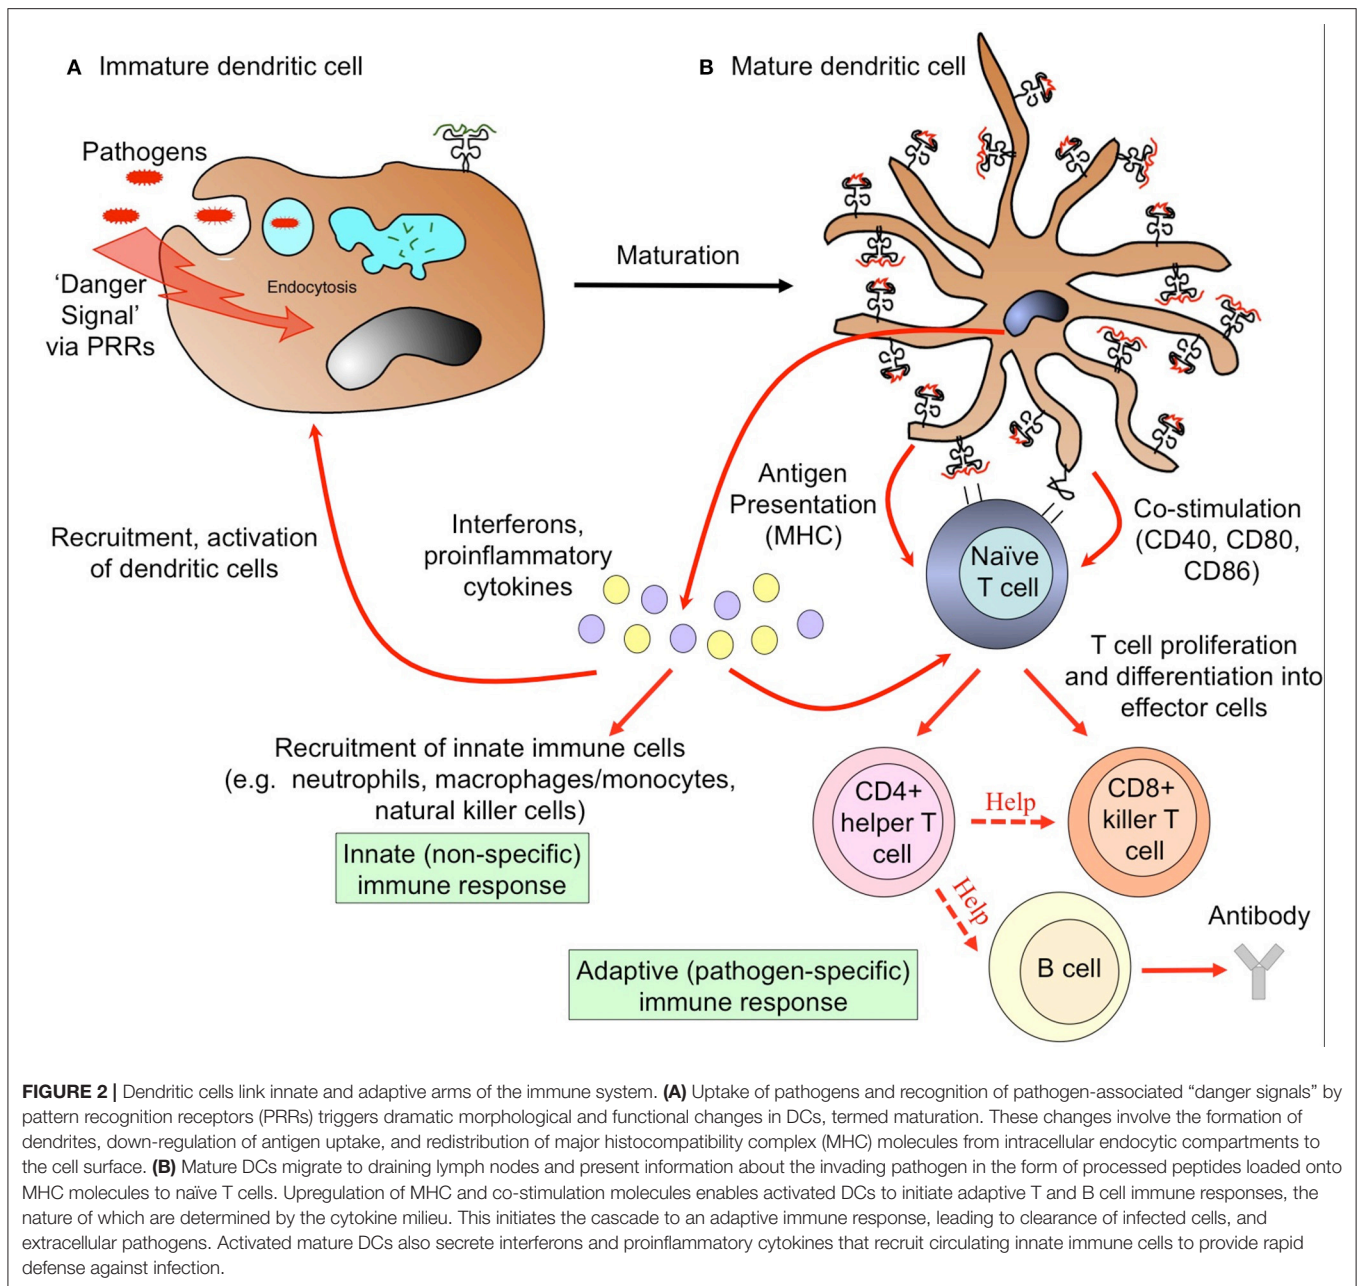 A Immature dendritic cell
B Mature dendritic cell
Pathogens
'Danger
Signal'
via PRRs
Endocytosis
Maturation
Recruitment, activation
of dendritic cells
Interferons,
proinflammatory
cytokines
Antigen
Presentation
(MHC)
Naïve
T cell
Co-stimulation
(CD40, CD80,
CD86)
T cell proliferation
and differentiation into
effector cells
Recruitment of innate immune cells
(e.g. neutrophils, macrophages/monocytes,
natural killer cells)
Innate (non-specific)
immune response
CD4+
helper T
cell
Help
CD8+
killer T
cell
Help
B cell
Antibody
Adaptive (pathogen-specific)
immune response
FIGURE 2 | Dendritic cells link innate and adaptive arms of the immune system. (A) Uptake of pathogens and recognition of pathogen-associated “danger signals” by
pattern recognition receptors (PRRs) triggers dramatic morphological and functional changes in DCs, termed maturation. These changes involve the formation of
dendrites, down-regulation of antigen uptake, and redistribution of major histocompatibility complex (MHC) molecules from intracellular endocytic compartments to
the cell surface. (B) Mature DCs migrate to draining lymph nodes and present information about the invading pathogen in the form of processed peptides loaded onto
MHC molecules to naïve T cells. Upregulation of MHC and co-stimulation molecules enables activated DCs to initiate adaptive T and B cell immune responses, the
nature of which are determined by the cytokine milieu. This initiates the cascade to an adaptive immune response, leading to clearance of infected cells, and
extracellular pathogens. Activated mature DCs also secrete interferons and proinflammatory cytokines that recruit circulating innate immune cells to provide rapid
defense against infection.